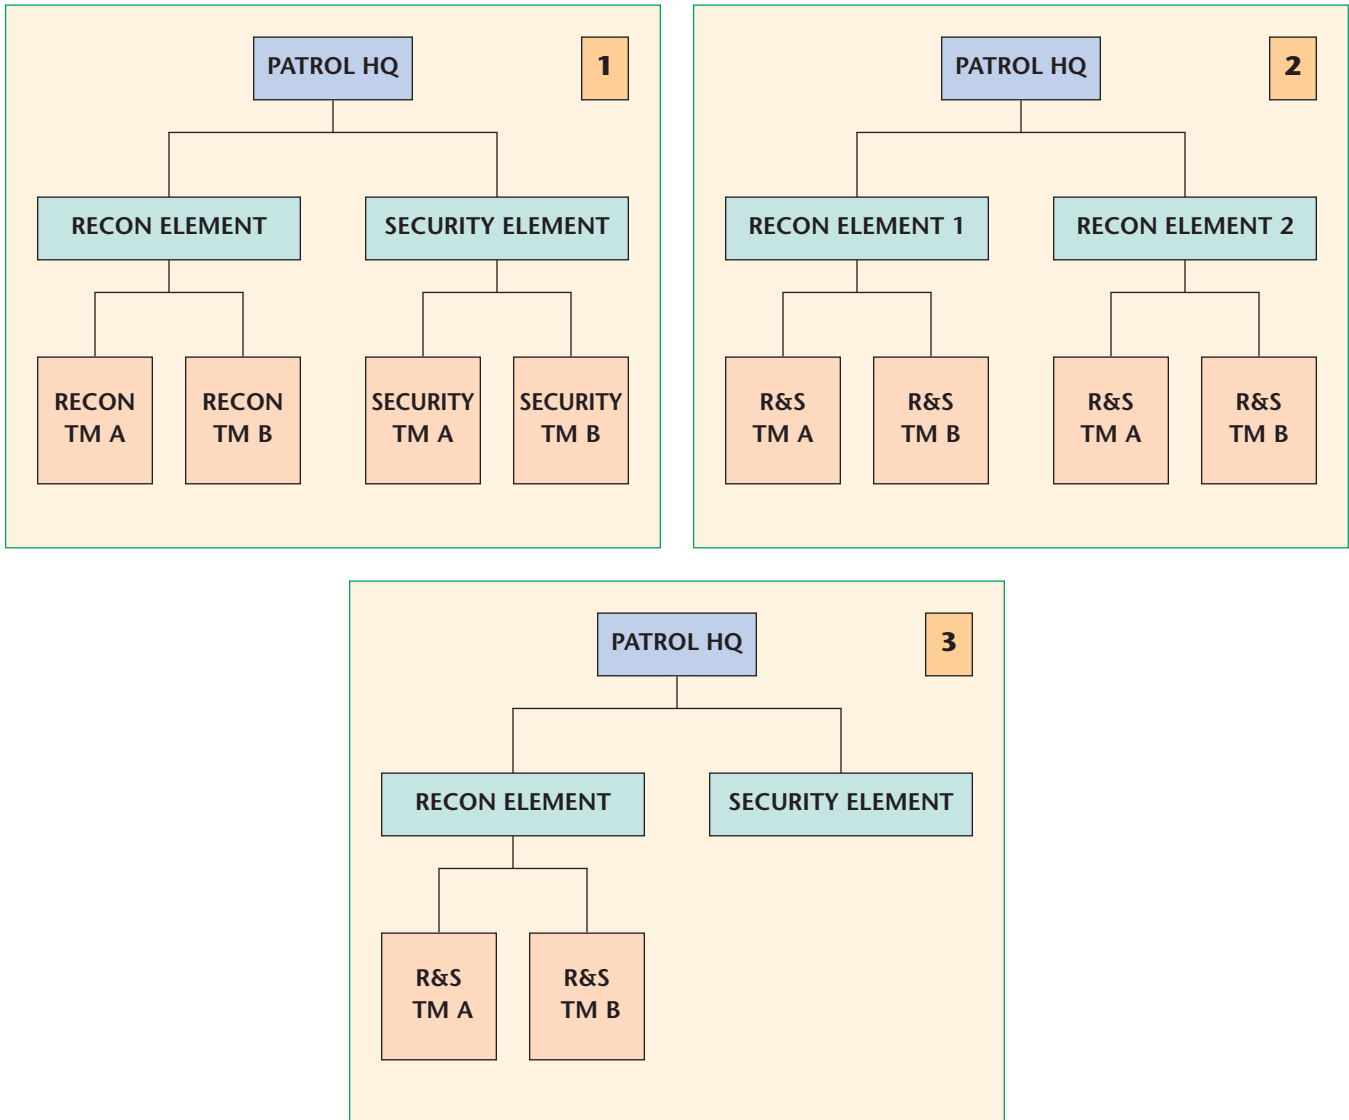 PATROL HQ
1
RECON ELEMENT
SECURITY ELEMENT
RECON
TM A
RECON
TM B
SECURITY
TM A
SECURITY
TM B
PATROL HQ
2
RECON ELEMENT 1
RECON ELEMENT 2
R&S
TM A
R&S
TM B
R&S
TM A
R&S
TM B
PATROL HQ
3
RECON ELEMENT
SECURITY ELEMENT
R&S
TM A
R&S
TM B